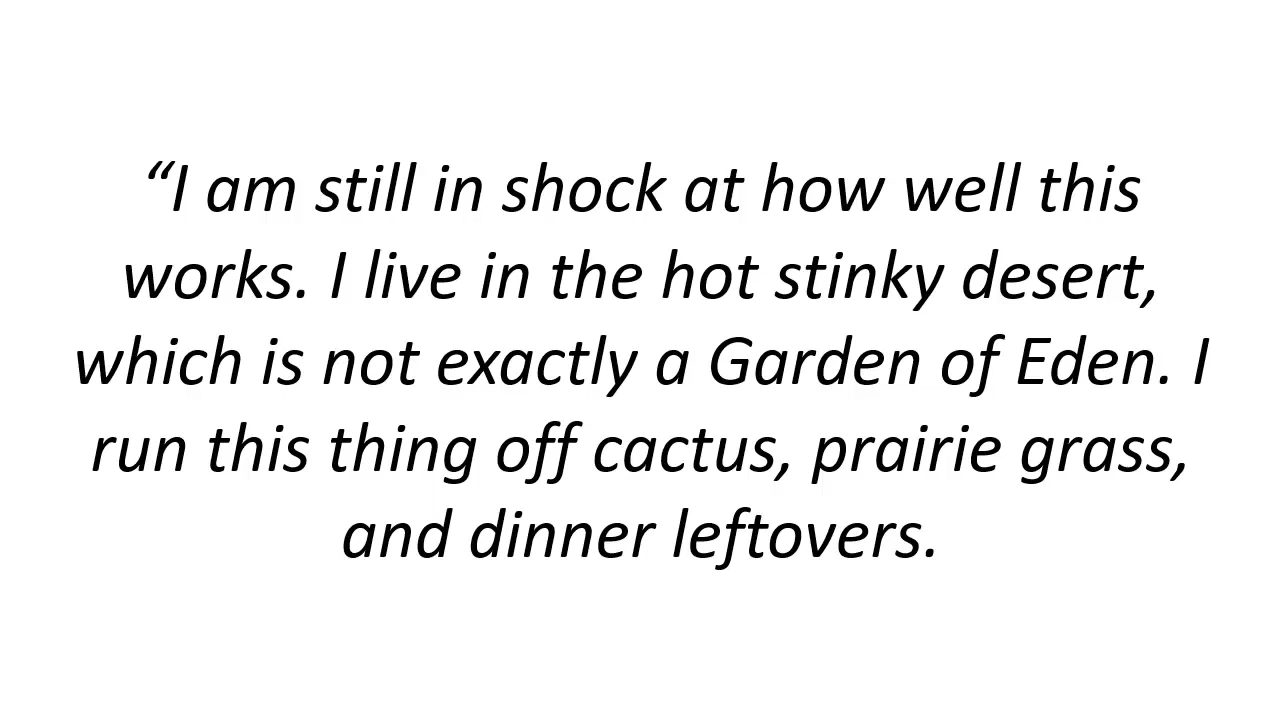 “I am still in shock at how well this
works. I live in the hot stinky desert,
which is not exactly a Garden of Eden. I
run this thing off cactus, prairie grass,
and dinner leftovers.